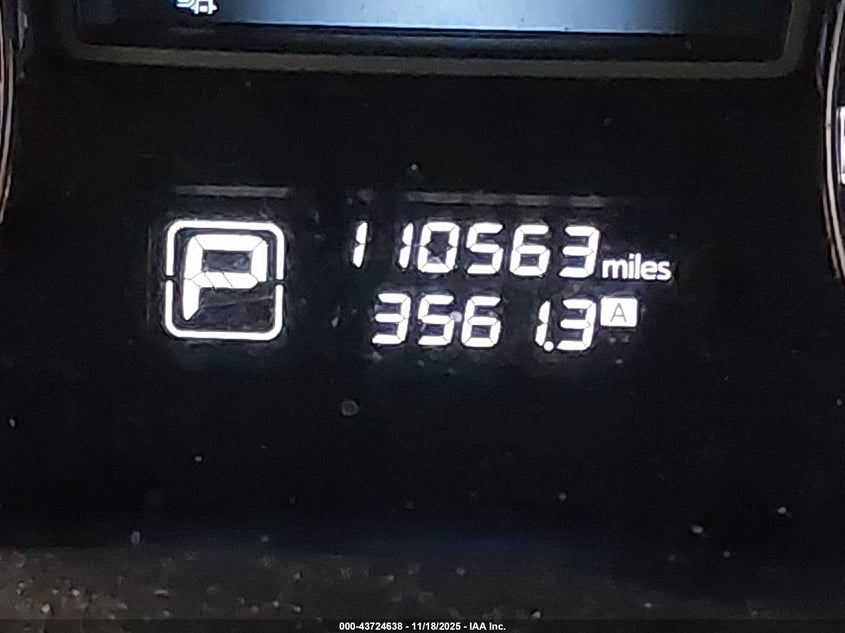 P
110563 miles
3561.3 A
000-43724638 - 11/18/2025 - IAA Inc.